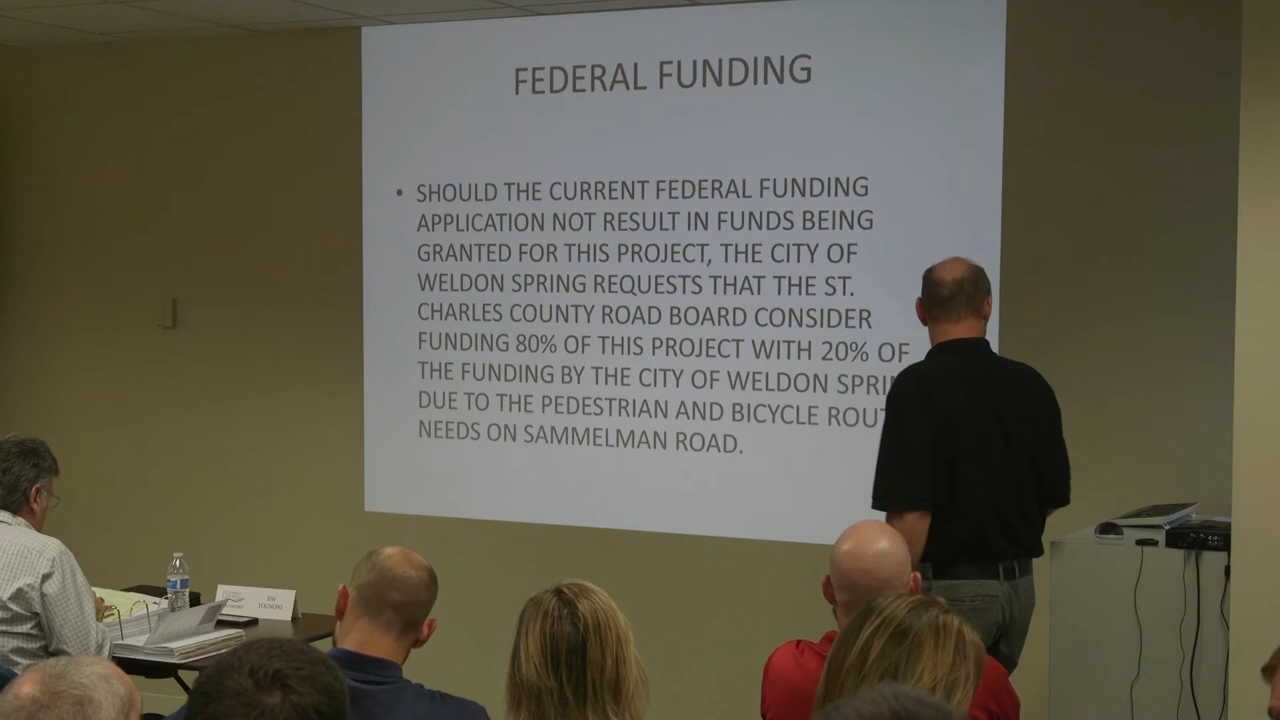 FEDERAL FUNDING
• SHOULD THE CURRENT FEDERAL FUNDING
APPLICATION NOT RESULT IN FUNDS BEING
GRANTED FOR THIS PROJECT, THE CITY OF
WELDON SPRING REQUESTS THAT THE ST.
CHARLES COUNTY ROAD BOARD CONSIDER
FUNDING 80% OF THIS PROJECT WITH 20% OF
THE FUNDING BY THE CITY OF WELDON SPRI
DUE TO THE PEDESTRIAN AND BICYCLE ROUT
NEEDS ON SAMMELMAN ROAD.
JIM
TOGNONI